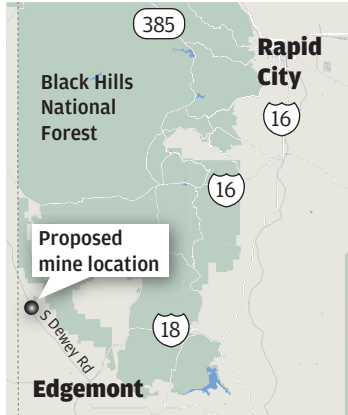 385
Rapid
City
Black Hills
National
Forest
16
16
Proposed
mine location
S Dewey Rd
18
Edgemont